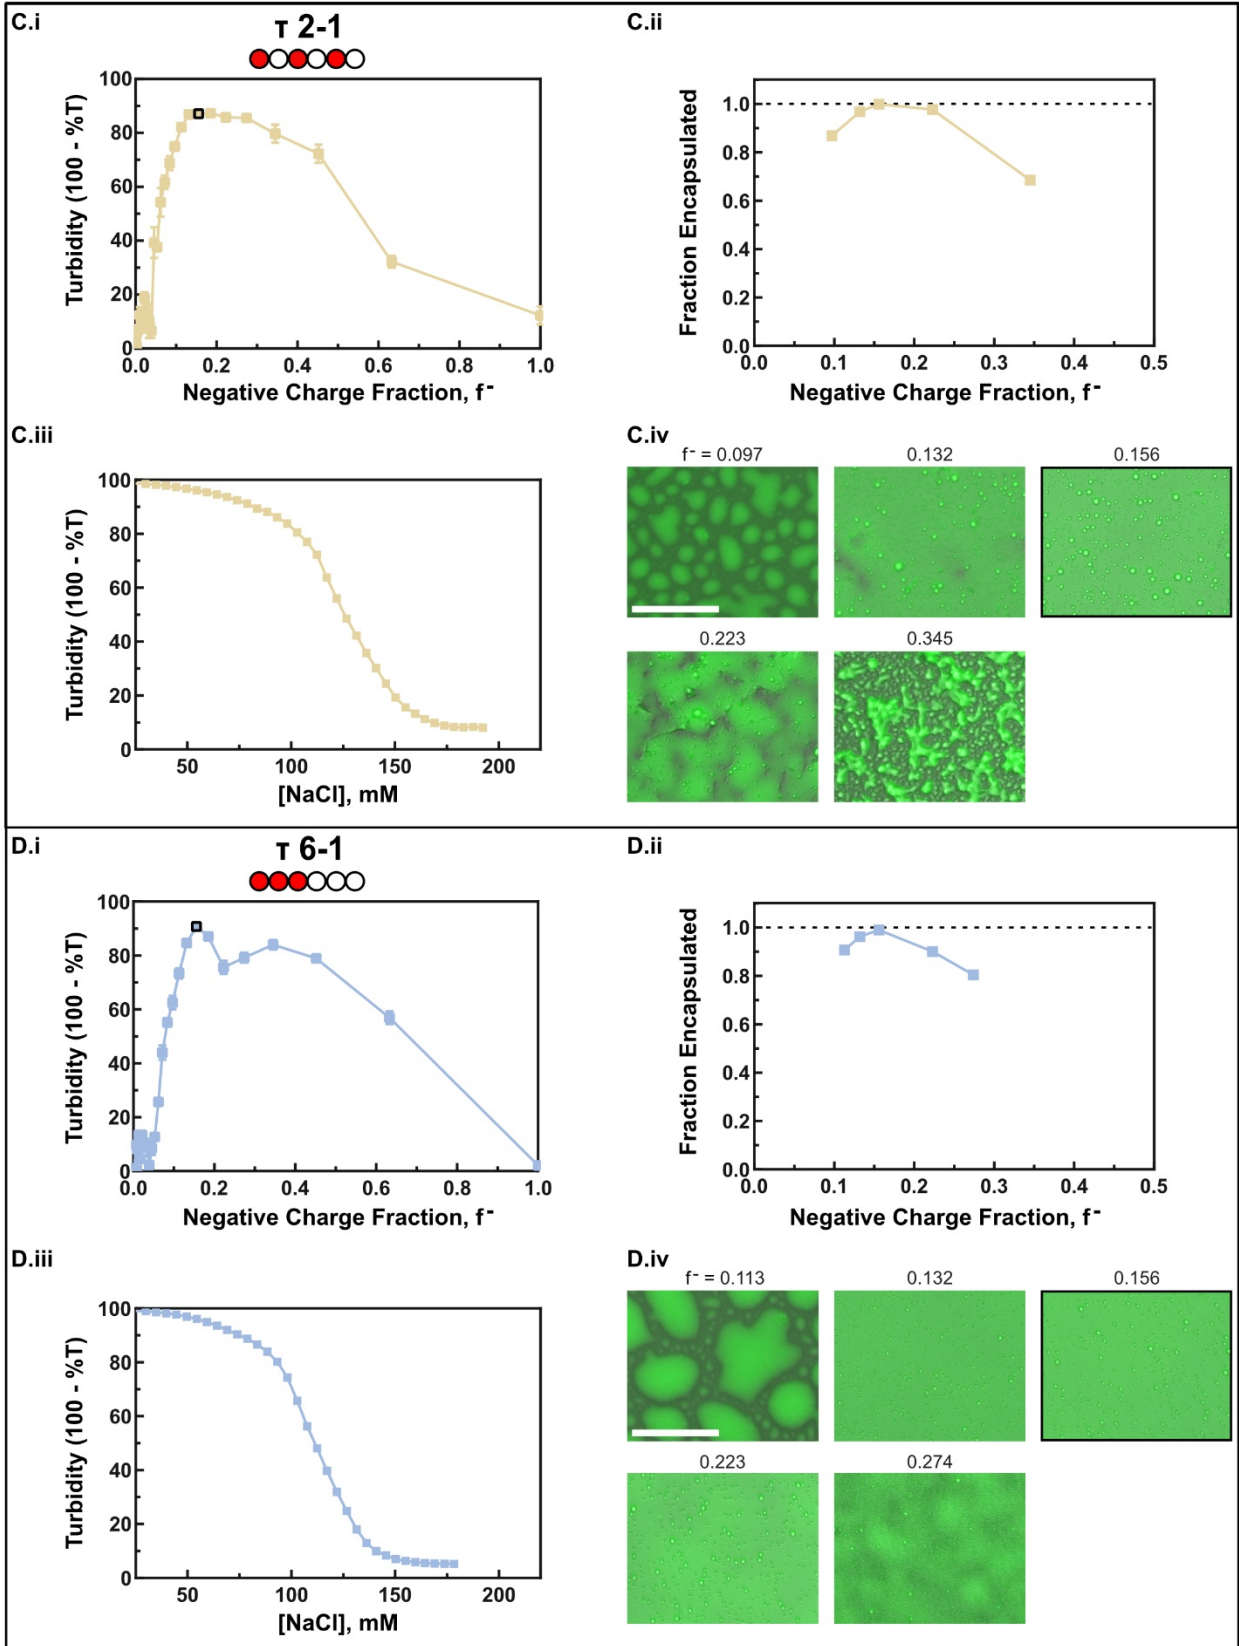 C.i
τ 2-1
Turbidity (100 - %T)
100
80
60
40
20
0
0.0 0.2 0.4 0.6 0.8 1.0
Negative Charge Fraction, f⁻
C.ii
Fraction Encapsulated
1.0
0.8
0.6
0.4
0.2
0.0
0.0 0.1 0.2 0.3 0.4 0.5
Negative Charge Fraction, f⁻
C.iii
Turbidity (100 - %T)
100
80
60
40
20
0
50 100 150 200
[NaCl], mM
C.iv
f⁻ = 0.097 0.132 0.156
0.223 0.345
D.i
τ 6-1
Turbidity (100 - %T)
100
80
60
40
20
0
0.0 0.2 0.4 0.6 0.8 1.0
Negative Charge Fraction, f⁻
D.ii
Fraction Encapsulated
1.0
0.8
0.6
0.4
0.2
0.0
0.0 0.1 0.2 0.3 0.4 0.5
Negative Charge Fraction, f⁻
D.iii
Turbidity (100 - %T)
100
80
60
40
20
0
50 100 150 200
[NaCl], mM
D.iv
f⁻ = 0.113 0.132 0.156
0.223 0.274